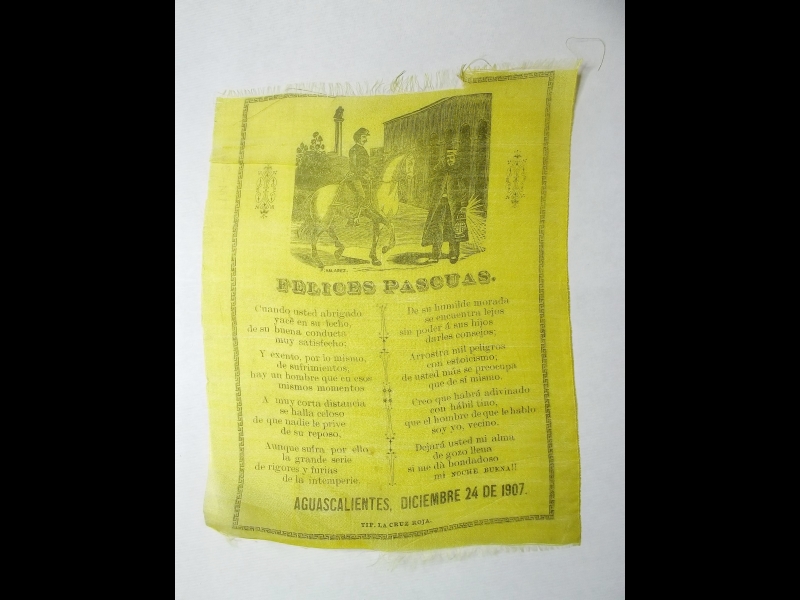 FELICES PASCUAS.
Cuando usted abrigado
yace en su lecho,
de su buena conducta
muy satisfecho;
Y exento, por lo mismo,
de sufrimientos,
hay un hombre que en esos
mismos momentos
A muy corta distancia
se halla celoso
de que nadie le prive
de su reposo,
Aunque sufra por ello
la grande serie
de rigores y furias
de la intemperie.
De su humilde morada
se encuentra lejos
sin poder á sus hijos
darles consejos;
Arrostra mil peligros
con estoicismo;
de usted más se preocupa
que de sí mismo.
Creo que habrá adivinado
con hábil tino,
que el hombre de que le hablo
soy yo, vecino.
Dejará usted mi alma
de gozo llena
si me dá bondadoso
mi NOCHE BUENA!!
AGUASCALIENTES, DICIEMBRE 24 DE 1907.
TIP. LA CRUZ ROJA.